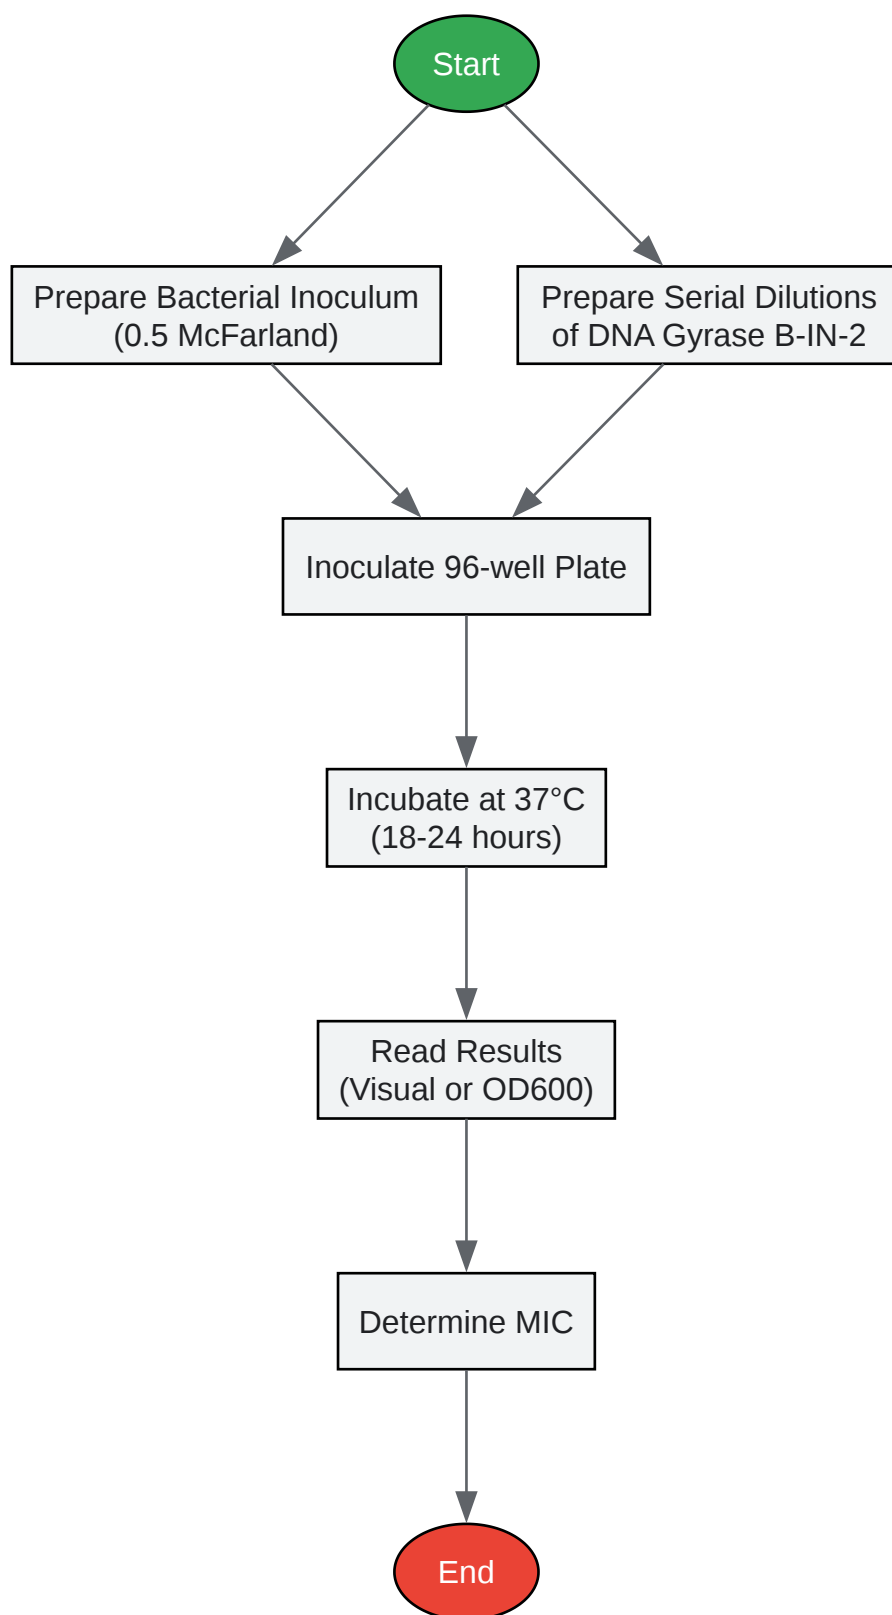 Start
Prepare Bacterial Inoculum
(0.5 McFarland)
Prepare Serial Dilutions
of DNA Gyrase B-IN-2
Inoculate 96-well Plate
Incubate at 37°C
(18-24 hours)
Read Results
(Visual or OD600)
Determine MIC
End